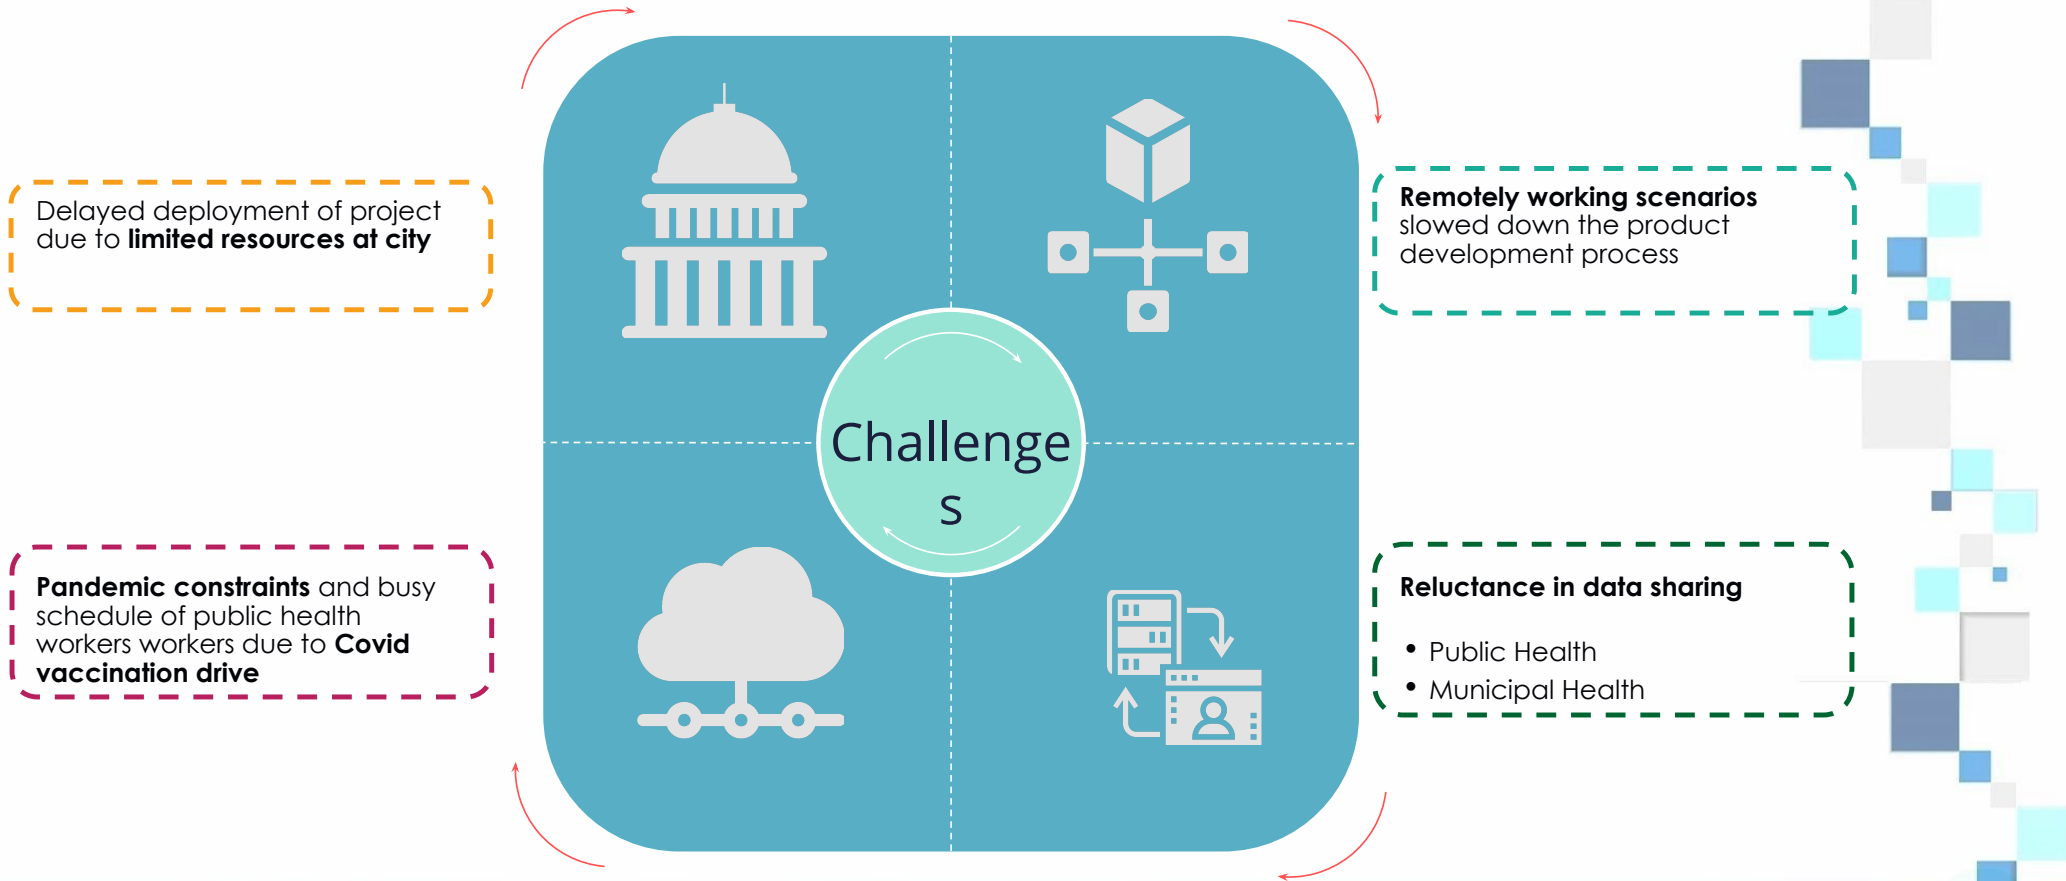 Delayed deployment of project
due to limited resources at city
Remotely working scenarios
slowed down the product
development process
Challenge
s
Pandemic constraints and busy
schedule of public health
workers workers due to Covid
vaccination drive
Reluctance in data sharing
• Public Health
• Municipal Health